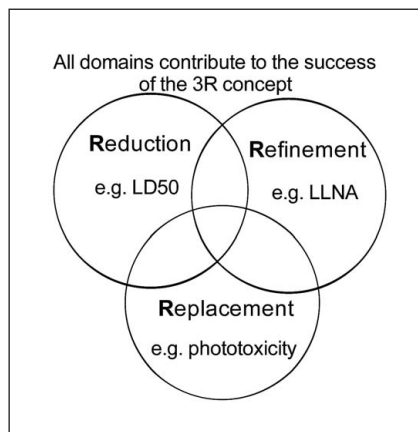 All domains contribute to the success
of the 3R concept
Reduction
e.g. LD50
Refinement
e.g. LLNA
Replacement
e.g. phototoxicity